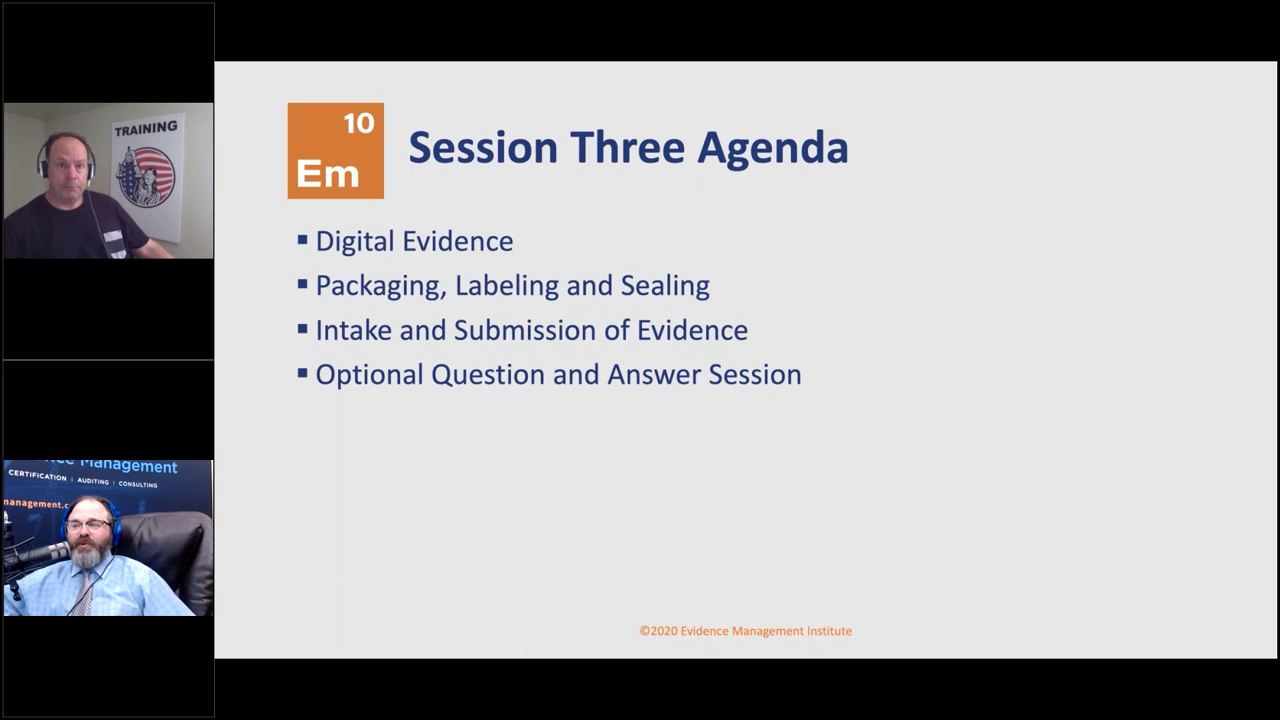 TRAINING
Management
CERTIFICATION | AUDITING | CONSULTING
10
Em
Session Three Agenda
▪ Digital Evidence
▪ Packaging, Labeling and Sealing
▪ Intake and Submission of Evidence
▪ Optional Question and Answer Session
©2020 Evidence Management Institute